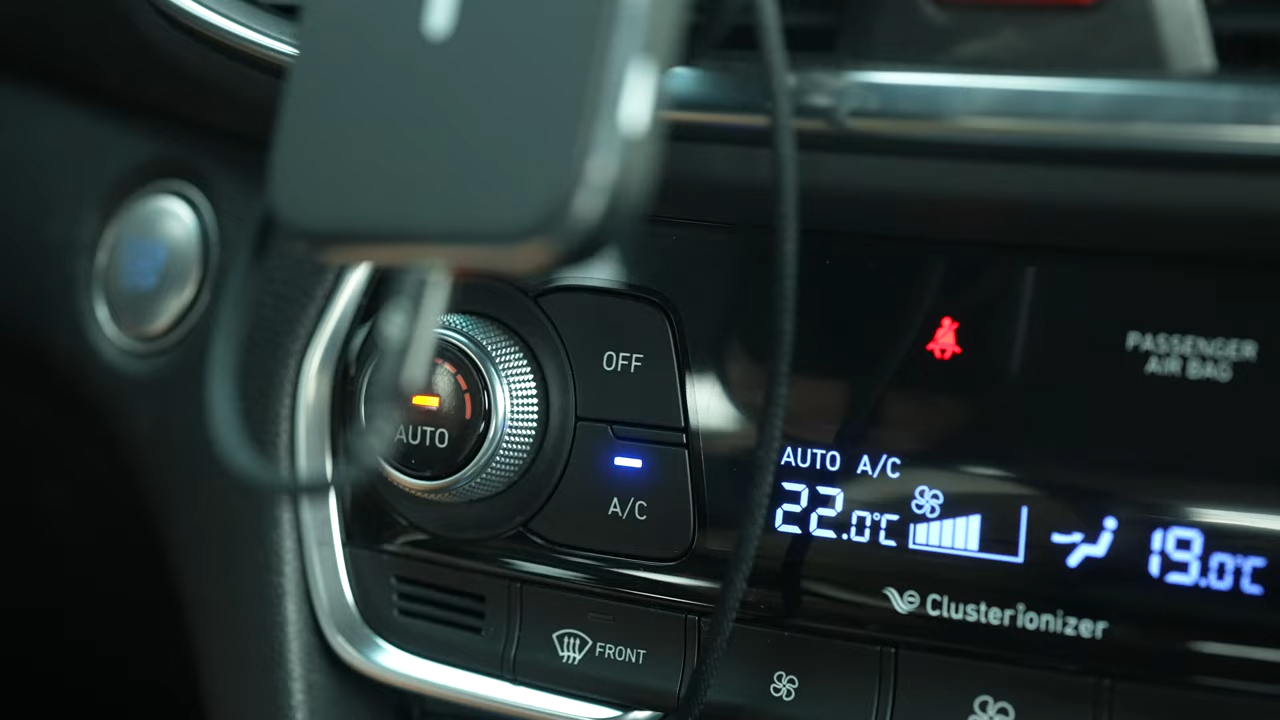 OFF
PASSENGER
AIR BAG
AUTO
AUTO A/C
22.0°C
19.0°C
A/C
Clusterionizer
FRONT